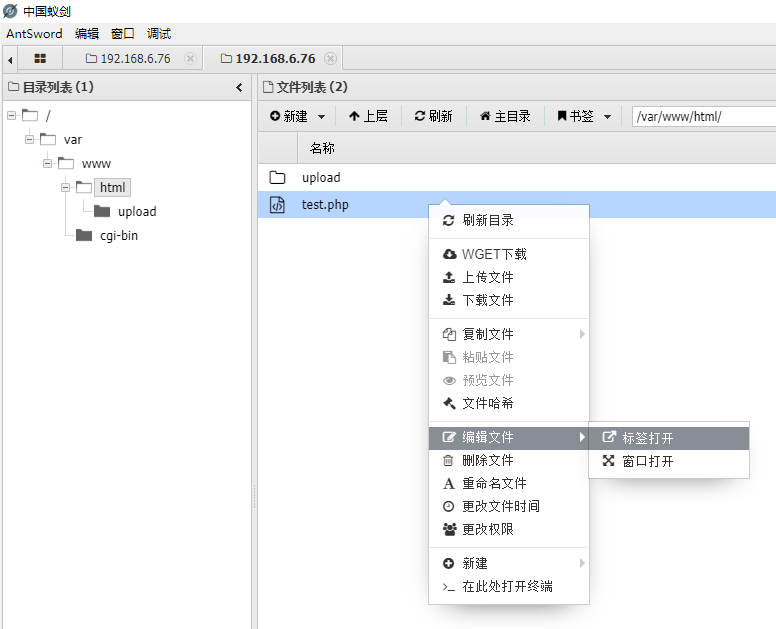 中国蚁剑
AntSword 编辑 窗口 调试
192.168.6.76 192.168.6.76
目录列表 (1)
/
var
www
html
upload
cgi-bin
文件列表 (2)
新建 上层 刷新 主目录 书签 /var/www/html/
名称
upload
test.php
刷新目录
WGET下载
上传文件
下载文件
复制文件
粘贴文件
预览文件
文件哈希
编辑文件
删除文件
重命名文件
更改文件时间
更改权限
新建
在此处打开终端
标签打开
窗口打开